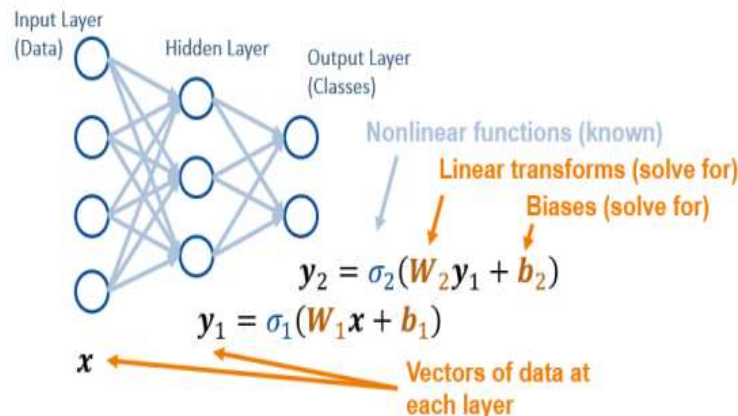 Input Layer
(Data)
Hidden Layer
Output Layer
(Classes)
Nonlinear functions (known)
Linear transforms (solve for)
Biases (solve for)
y₂ = σ₂(W₂y₁ + b₂)
y₁ = σ₁(W₁x + b₁)
x
Vectors of data at
each layer